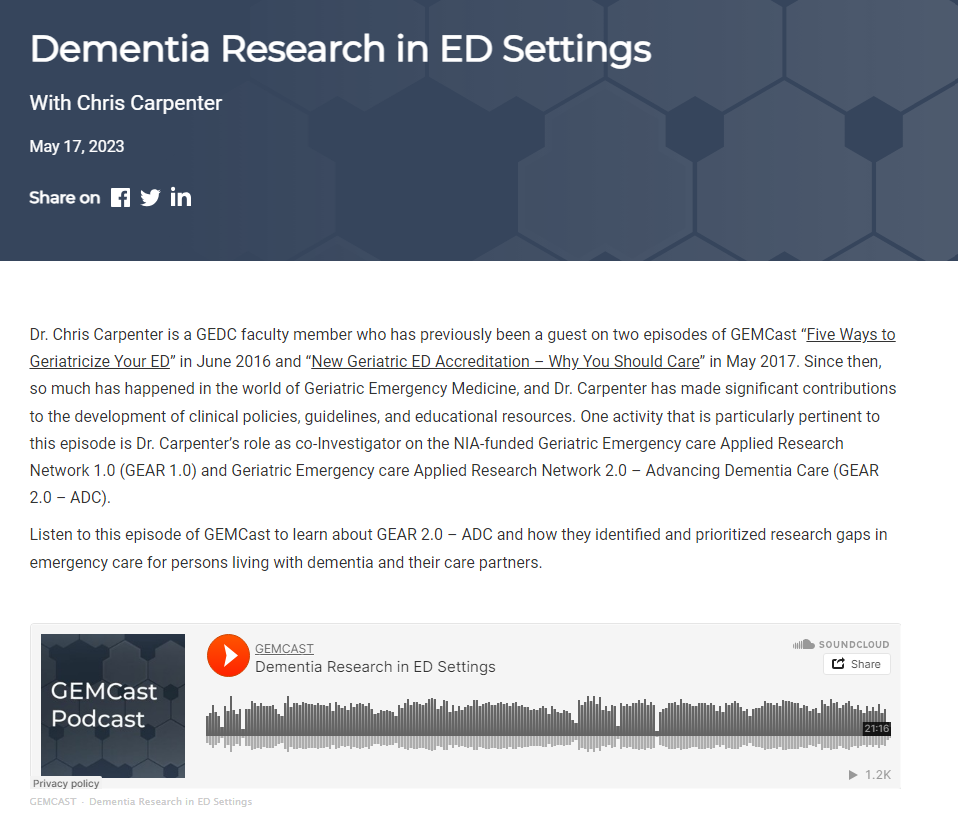 Dementia Research in ED Settings
With Chris Carpenter
May 17, 2023
Share on
Dr. Chris Carpenter is a GEDC faculty member who has previously been a guest on two episodes of GEMCast “Five Ways to
Geriatricize Your ED” in June 2016 and “New Geriatric ED Accreditation – Why You Should Care” in May 2017. Since then,
so much has happened in the world of Geriatric Emergency Medicine, and Dr. Carpenter has made significant contributions
to the development of clinical policies, guidelines, and educational resources. One activity that is particularly pertinent to
this episode is Dr. Carpenter’s role as co-Investigator on the NIA-funded Geriatric Emergency care Applied Research
Network 1.0 (GEAR 1.0) and Geriatric Emergency care Applied Research Network 2.0 – Advancing Dementia Care (GEAR
2.0 – ADC).
Listen to this episode of GEMCast to learn about GEAR 2.0 – ADC and how they identified and prioritized research gaps in
emergency care for persons living with dementia and their care partners.
GEMCast
Podcast
GEMCAST
Dementia Research in ED Settings
SOUNDCLOUD
Share
21:16
1.2K
Privacy policy
GEMCAST · Dementia Research in ED Settings